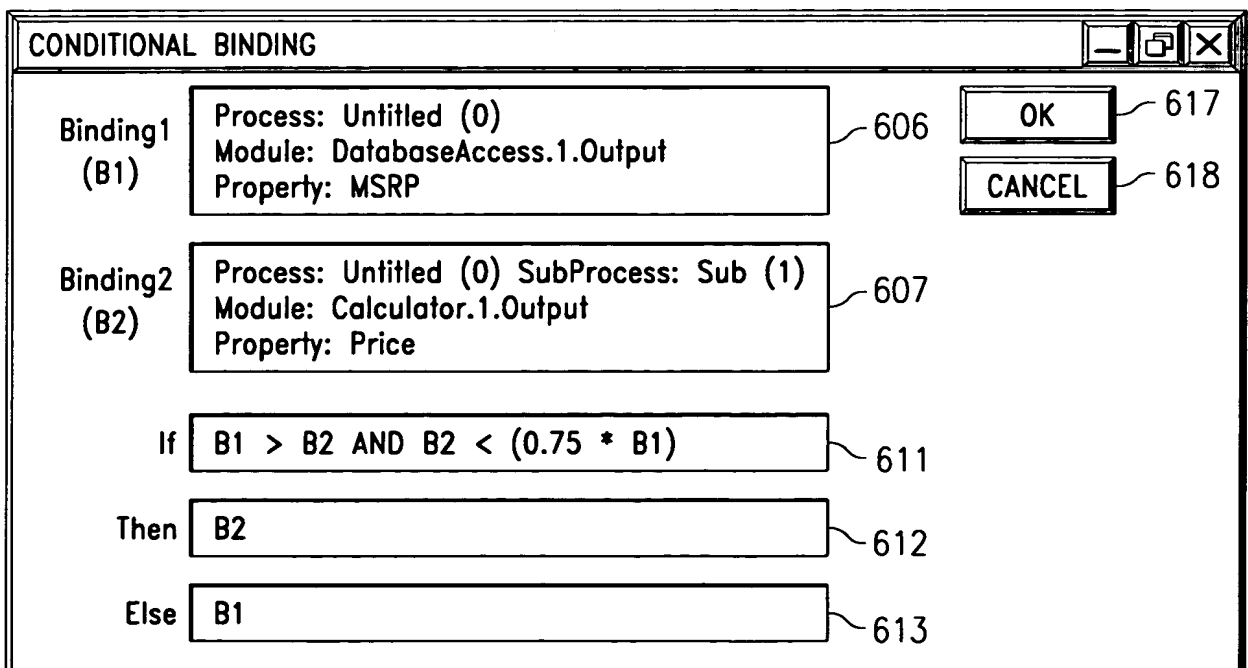 CONDITIONAL BINDING
Binding1
(B1)
Process: Untitled (0)
Module: DatabaseAccess.1.Output
Property: MSRP
606
OK
617
CANCEL
618
Binding2
(B2)
Process: Untitled (0) SubProcess: Sub (1)
Module: Calculator.1.Output
Property: Price
607
If
B1 > B2 AND B2 < (0.75 * B1)
611
Then
B2
612
Else
B1
613